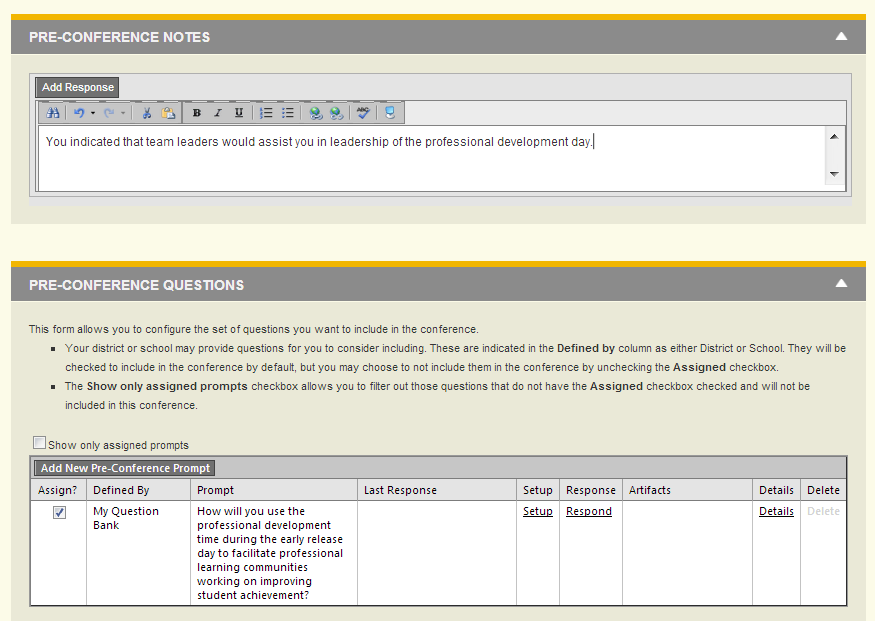 PRE-CONFERENCE NOTES
Add Response
B I U ABC
You indicated that team leaders would assist you in leadership of the professional development day.
PRE-CONFERENCE QUESTIONS
This form allows you to configure the set of questions you want to include in the conference.
Your district or school may provide questions for you to consider including. These are indicated in the Defined by column as either District or School. They will be
checked to include in the conference by default, but you may choose to not include them in the conference by unchecking the Assigned checkbox.
The Show only assigned prompts checkbox allows you to filter out those questions that do not have the Assigned checkbox checked and will not be
included in this conference.
Show only assigned prompts
Add New Pre-Conference Prompt
Assign? Defined By Prompt Last Response Setup Response Artifacts Details Delete
My Question How will you use the Setup Respond Details Delete
Bank professional development
time during the early release
day to facilitate professional
learning communities
working on improving
student achievement?